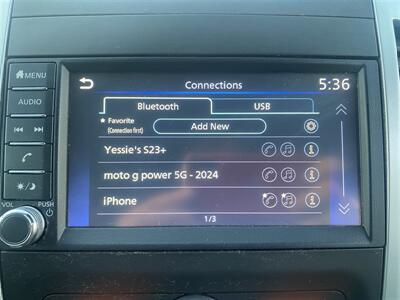 MENU
Connections
5:36
AUDIO
Bluetooth
USB
★ Favorite
(Connection first)
Add New
Yessie's S23+
moto g power 5G - 2024
iPhone
VOL
PUSH
1/3